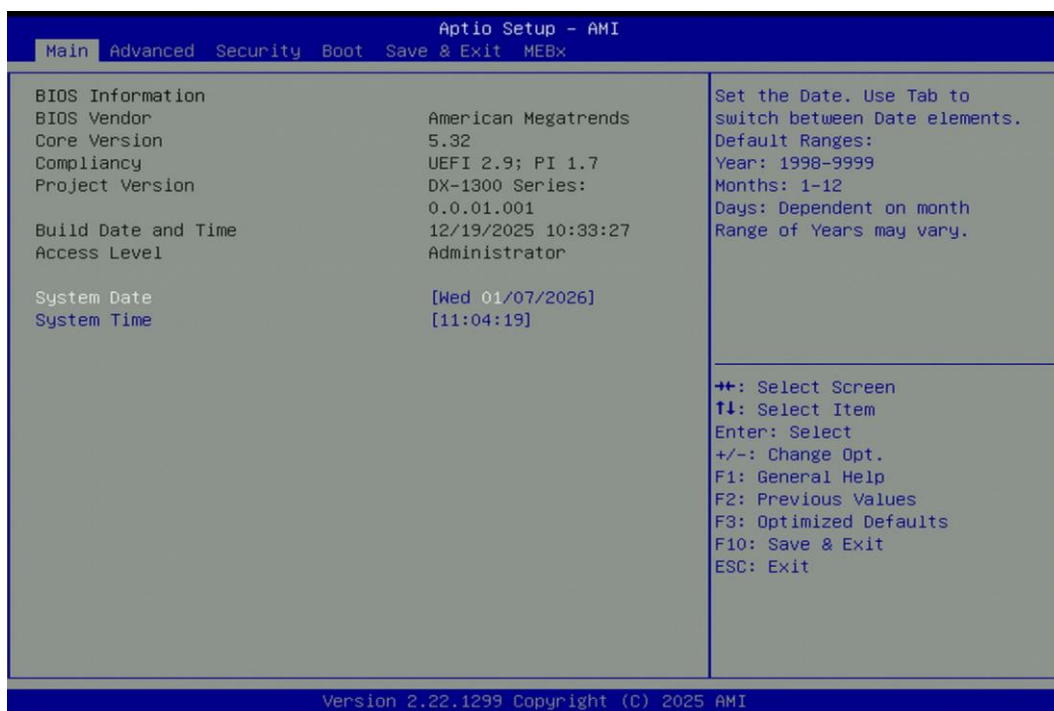 Aptio Setup - AMI
Main Advanced Security Boot Save & Exit MEBx
BIOS Information
BIOS Vendor American Megatrends
Core Version 5.32
Compliancy UEFI 2.9; PI 1.7
Project Version DX-1300 Series:
0.0.01.001
Build Date and Time 12/19/2025 10:33:27
Access Level Administrator
System Date [Wed 01/07/2026]
System Time [11:04:19]
Set the Date. Use Tab to
switch between Date elements.
Default Ranges:
Year: 1998-9999
Months: 1-12
Days: Dependent on month
Range of Years may vary.
→←: Select Screen
↑↓: Select Item
Enter: Select
+/-: Change Opt.
F1: General Help
F2: Previous Values
F3: Optimized Defaults
F10: Save & Exit
ESC: Exit
Version 2.22.1299 Copyright (C) 2025 AMI